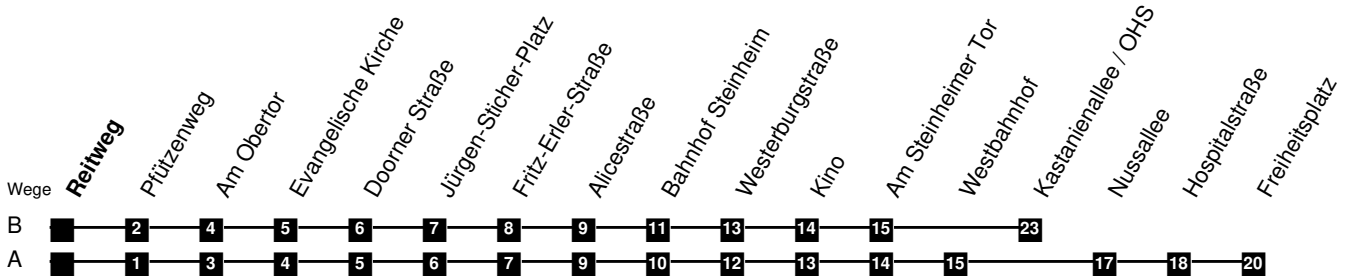 Reitweg
Pfützenweg
Am Obertor
Evangelische Kirche
Doorner Straße
Jürgen-Sticher-Platz
Fritz-Erler-Straße
Alicestraße
Bahnhof Steinheim
Westerburgstraße
Kino
Am Steinheimer Tor
Westbahnhof
Kastanienallee / OHS
Nussallee
Hospitalstraße
Freiheitsplatz
Wege
B 2 4 5 6 7 8 9 11 13 14 15 23
A 1 3 4 5 6 7 9 10 12 13 14 15 17 18 20